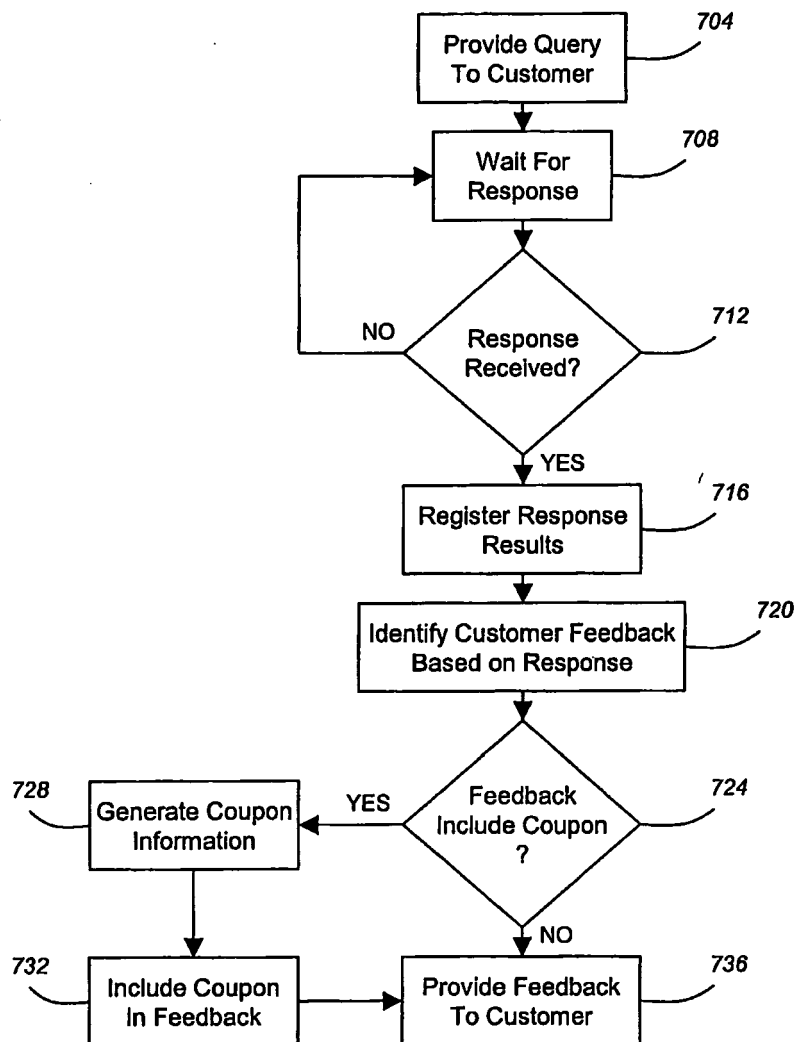 704
Provide Query
To Customer
708
Wait For
Response
712
NO
Response
Received?
YES
716
Register Response
Results
720
Identify Customer Feedback
Based on Response
728
YES
724
Generate Coupon
Information
Feedback
Include Coupon
?
NO
732
736
Include Coupon
In Feedback
Provide Feedback
To Customer